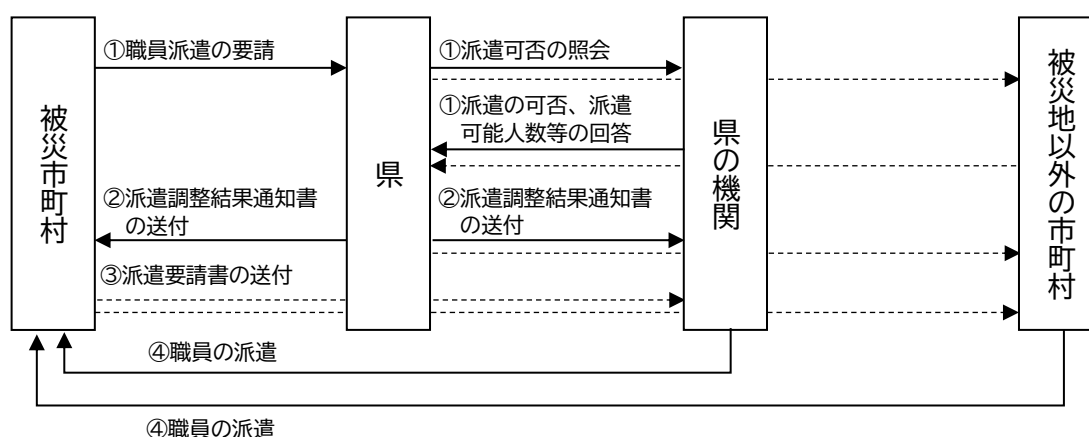 ①職員派遣の要請
①派遣可否の照会
①派遣の可否、派遣
可能人数等の回答
被災市町村
県
県の機関
被災地以外の市町村
②派遣調整結果通知書
の送付
②派遣調整結果通知書
の送付
③派遣要請書の送付
④職員の派遣
④職員の派遣